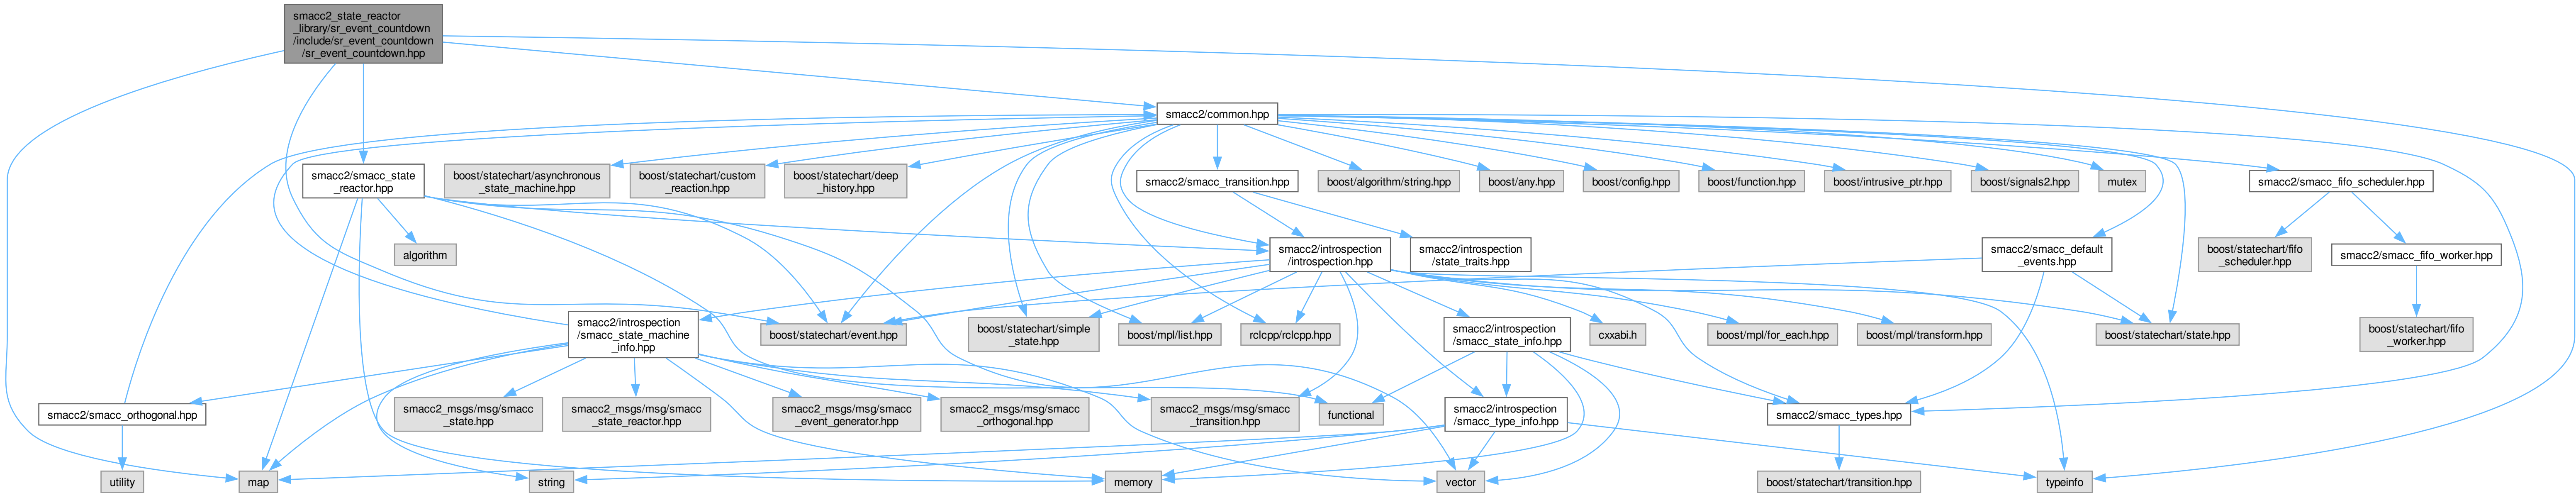 smacc2_state_reactor
_library/sr_event_countdown
/include/sr_event_countdown
/sr_event_countdown.hpp
smacc2/common.hpp
smacc2/smacc_state
_reactor.hpp
boost/statechart/asynchronous
_state_machine.hpp
boost/statechart/custom
_reaction.hpp
boost/statechart/deep
_history.hpp
smacc2/smacc_transition.hpp
boost/algorithm/string.hpp
boost/any.hpp
boost/config.hpp
boost/function.hpp
boost/intrusive_ptr.hpp
boost/signals2.hpp
mutex
smacc2/smacc_fifo_scheduler.hpp
algorithm
smacc2/introspection
/introspection.hpp
smacc2/introspection
/state_traits.hpp
smacc2/smacc_default
_events.hpp
boost/statechart/fifo
_scheduler.hpp
smacc2/smacc_fifo_worker.hpp
smacc2/introspection
/smacc_state_machine
_info.hpp
boost/statechart/event.hpp
boost/statechart/simple
_state.hpp
boost/mpl/list.hpp
rclcpp/rclcpp.hpp
smacc2/introspection
/smacc_state_info.hpp
cxxabi.h
boost/mpl/for_each.hpp
boost/mpl/transform.hpp
boost/statechart/state.hpp
boost/statechart/fifo
_worker.hpp
smacc2/smacc_orthogonal.hpp
smacc2_msgs/msg/smacc
_state.hpp
smacc2_msgs/msg/smacc
_state_reactor.hpp
smacc2_msgs/msg/smacc
_event_generator.hpp
smacc2_msgs/msg/smacc
_orthogonal.hpp
smacc2_msgs/msg/smacc
_transition.hpp
functional
smacc2/introspection
/smacc_type_info.hpp
smacc2/smacc_types.hpp
utility
map
string
memory
vector
boost/statechart/transition.hpp
typeinfo